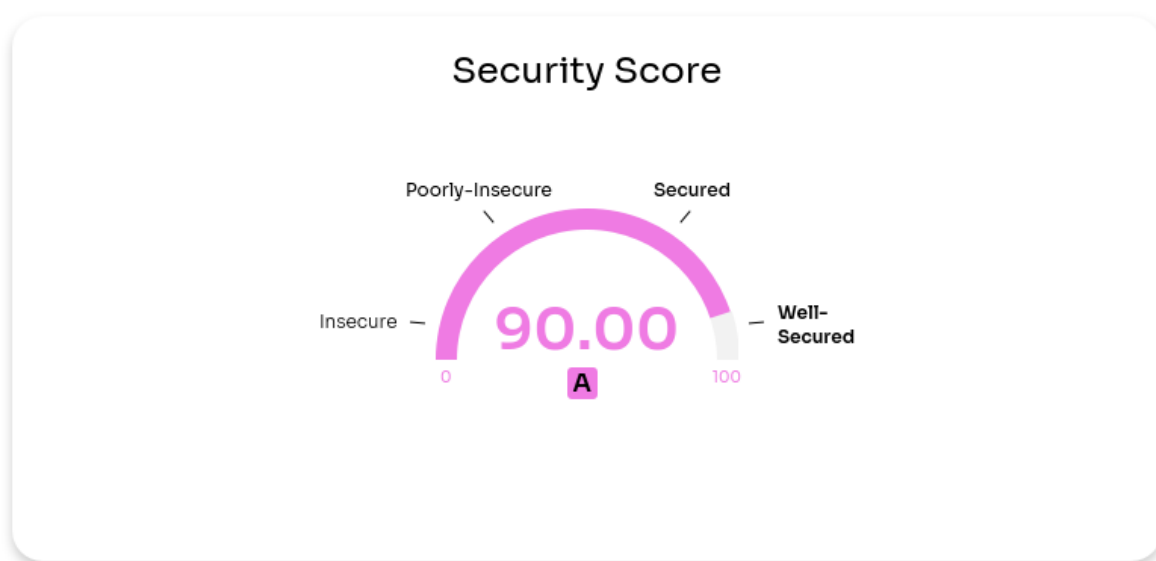 Security Score
Poorly-Insecure
Secured
Insecure
Well-
Secured
90.00
0
A
100